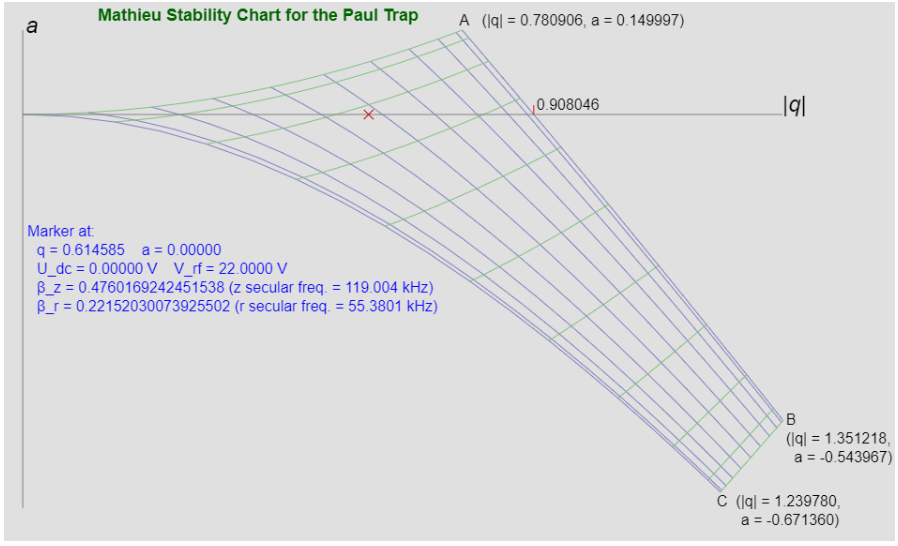 Mathieu Stability Chart for the Paul Trap
a
A (|q| = 0.780906, a = 0.149997)
0.908046
|q|
Marker at:
q = 0.614585 a = 0.00000
U_dc = 0.00000 V V_rf = 22.0000 V
β_z = 0.4760169242451538 (z secular freq. = 119.004 kHz)
β_r = 0.22152030073925502 (r secular freq. = 55.3801 kHz)
B
(|q| = 1.351218,
a = -0.543967)
C (|q| = 1.239780,
a = -0.671360)